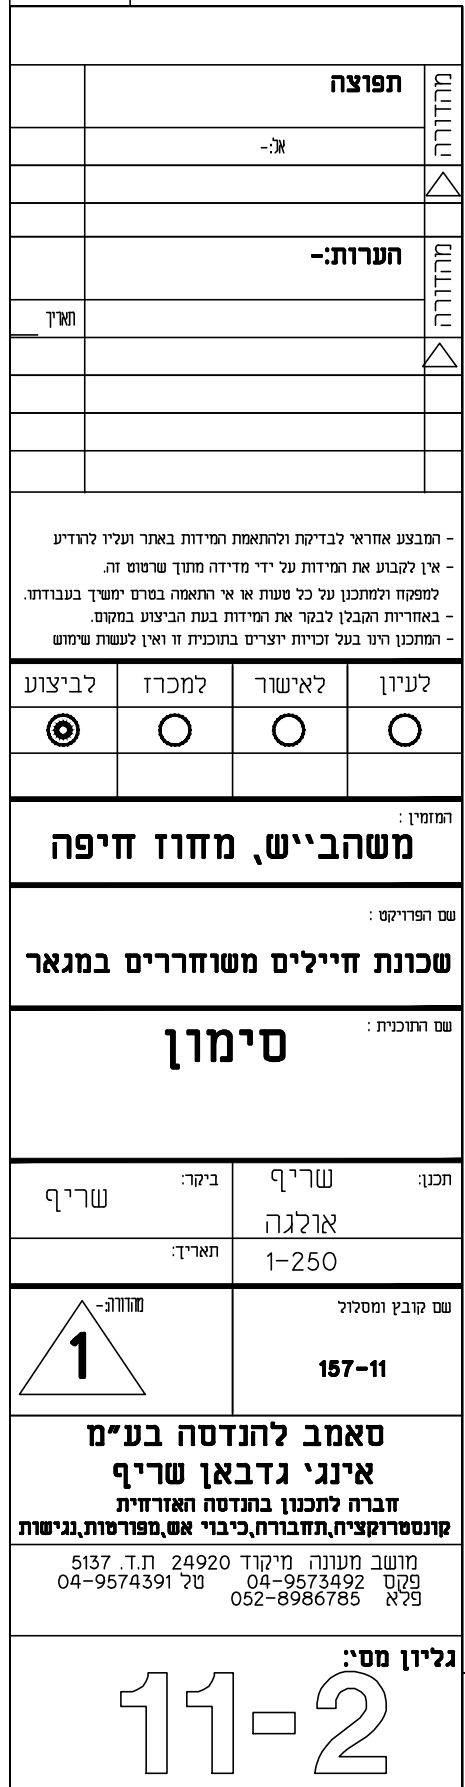 תפוצה
מהדורה
אל:-
הערות:-
מהדורה
תאריך
- המבצע אחראי לבדיקת ולהתאמת המידות באתר ועליו להודיע
- אין לקבוע את המידות על ידי מדידה מתוך שרטוט זה.
למפקח ולמתכנן על כל טעות או אי התאמה בטרם ימשיך בעבודתו.
- באחריות הקבלן לבקר את המידות בעת הביצוע במקום.
- המתכנן הינו בעל זכויות יוצרים בתוכנית זו ואין לעשות שימוש
לעיון לאישור למכרז לביצוע
המזמין :
משהב''ש, מחוז חיפה
שם הפרויקט :
שכונת חיילים משוחררים במגאר
שם התוכנית :
סימון
תכנן: שריף ביקר: שריף
אולגה
1-250 תאריך:
שם קובץ ומסלול מהדורה:-
157-11 1
סאמב להנדסה בע"מ
אינג' גדבאן שריף
חברה לתכנון בהנדסה האזרחית
קונסטרוקציה,תחבורה,כיבוי אש,מפורטות,נגישות
מושב מעונה מיקוד 24920 ת.ד. 5137
פקס 04-9573492 טל 04-9574391
פלא 052-8986785
גליון מס':
11-2